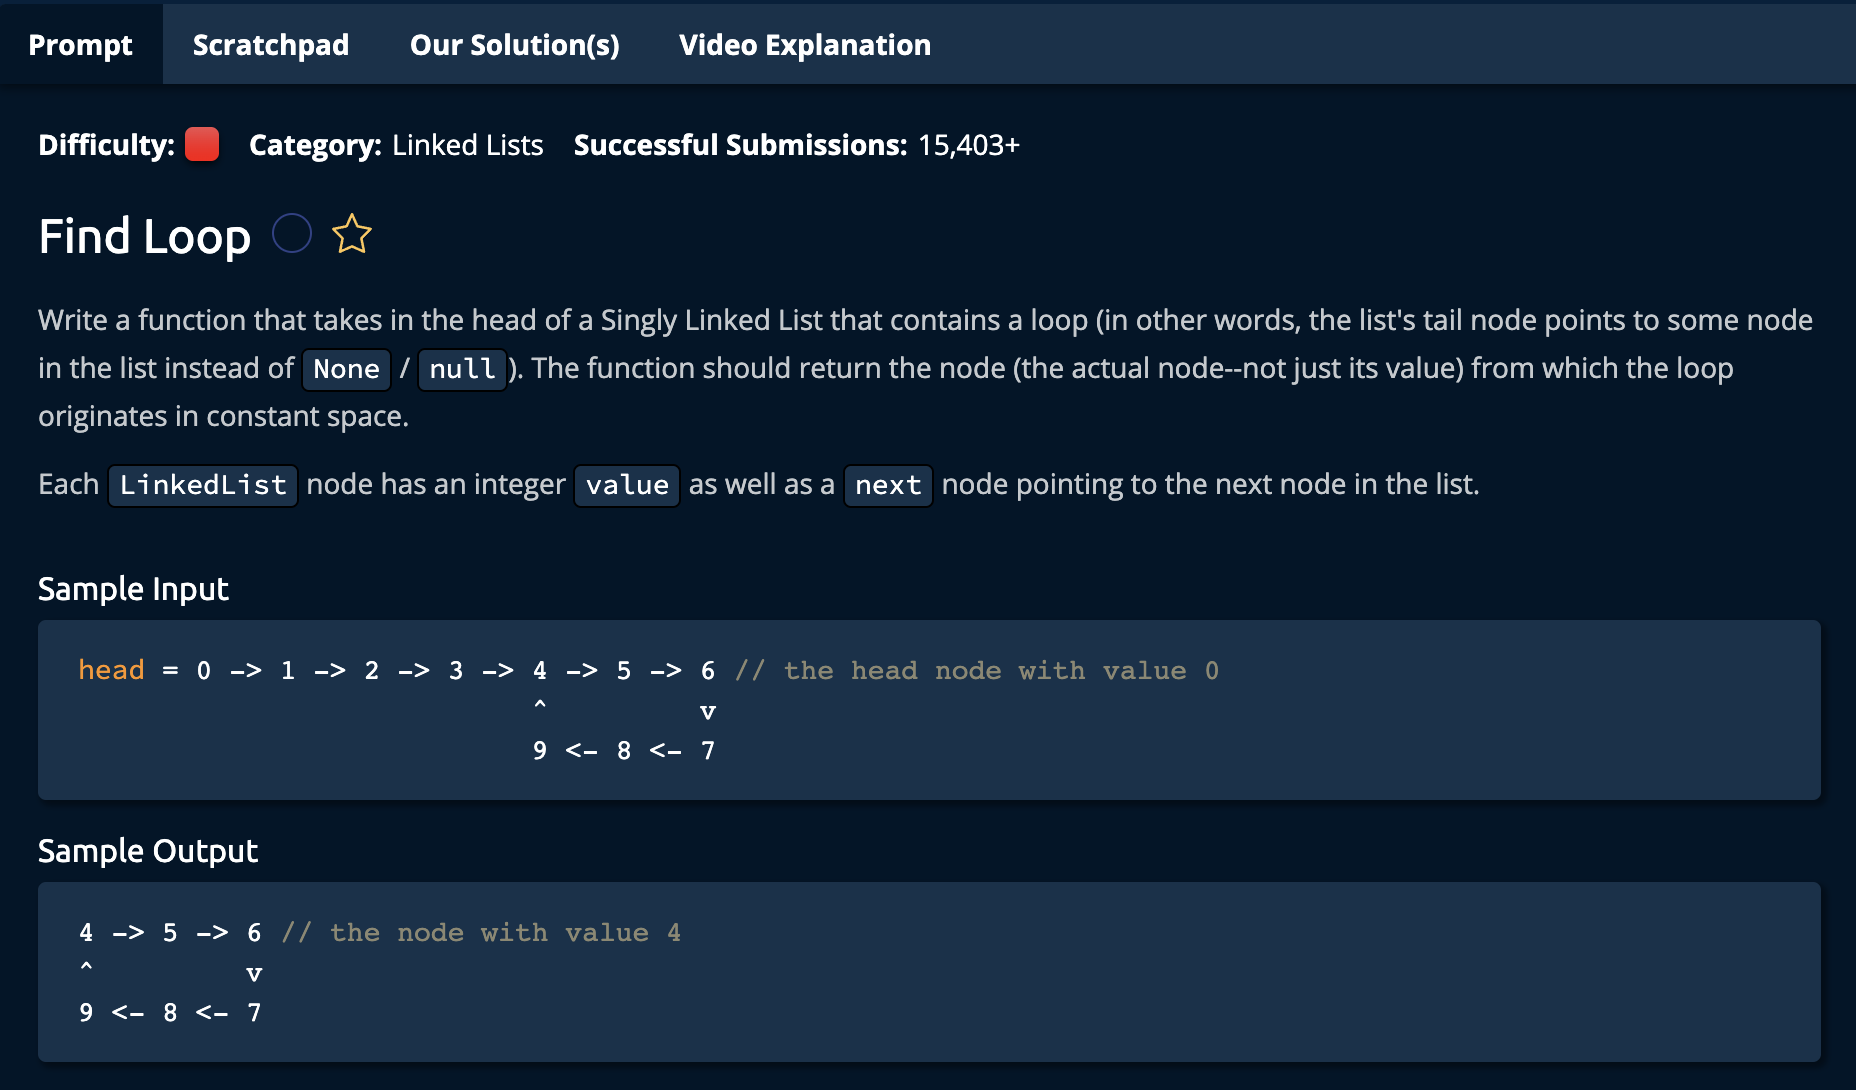 Prompt Scratchpad Our Solution(s) Video Explanation
Difficulty: Category: Linked Lists Successful Submissions: 15,403+
Find Loop
Write a function that takes in the head of a Singly Linked List that contains a loop (in other words, the list's tail node points to some node
in the list instead of None / null ). The function should return the node (the actual node--not just its value) from which the loop
originates in constant space.
Each LinkedList node has an integer value as well as a next node pointing to the next node in the list.
Sample Input
head = 0 -> 1 -> 2 -> 3 -> 4 -> 5 -> 6 // the head node with value 0
^ v
9 <- 8 <- 7
Sample Output
4 -> 5 -> 6 // the node with value 4
^ v
9 <- 8 <- 7